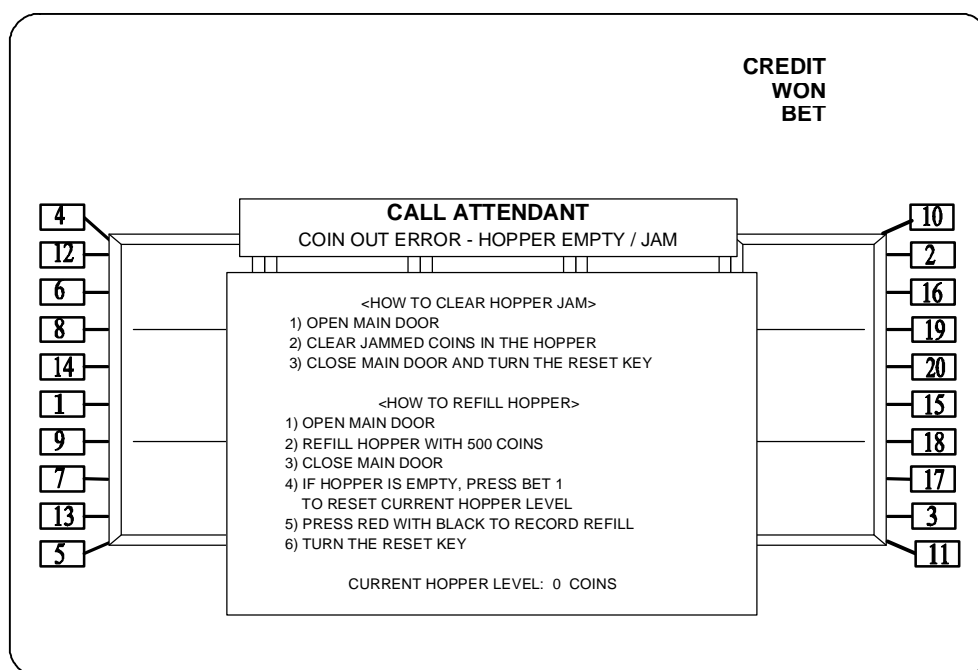 CREDIT
WON
BET
CALL ATTENDANT
COIN OUT ERROR - HOPPER EMPTY / JAM
<HOW TO CLEAR HOPPER JAM>
1) OPEN MAIN DOOR
2) CLEAR JAMMED COINS IN THE HOPPER
3) CLOSE MAIN DOOR AND TURN THE RESET KEY
<HOW TO REFILL HOPPER>
1) OPEN MAIN DOOR
2) REFILL HOPPER WITH 500 COINS
3) CLOSE MAIN DOOR
4) IF HOPPER IS EMPTY, PRESS BET 1
TO RESET CURRENT HOPPER LEVEL
5) PRESS RED WITH BLACK TO RECORD REFILL
6) TURN THE RESET KEY
CURRENT HOPPER LEVEL: 0 COINS
4
12
6
8
14
1
9
7
13
5
10
2
16
19
20
15
18
17
3
11